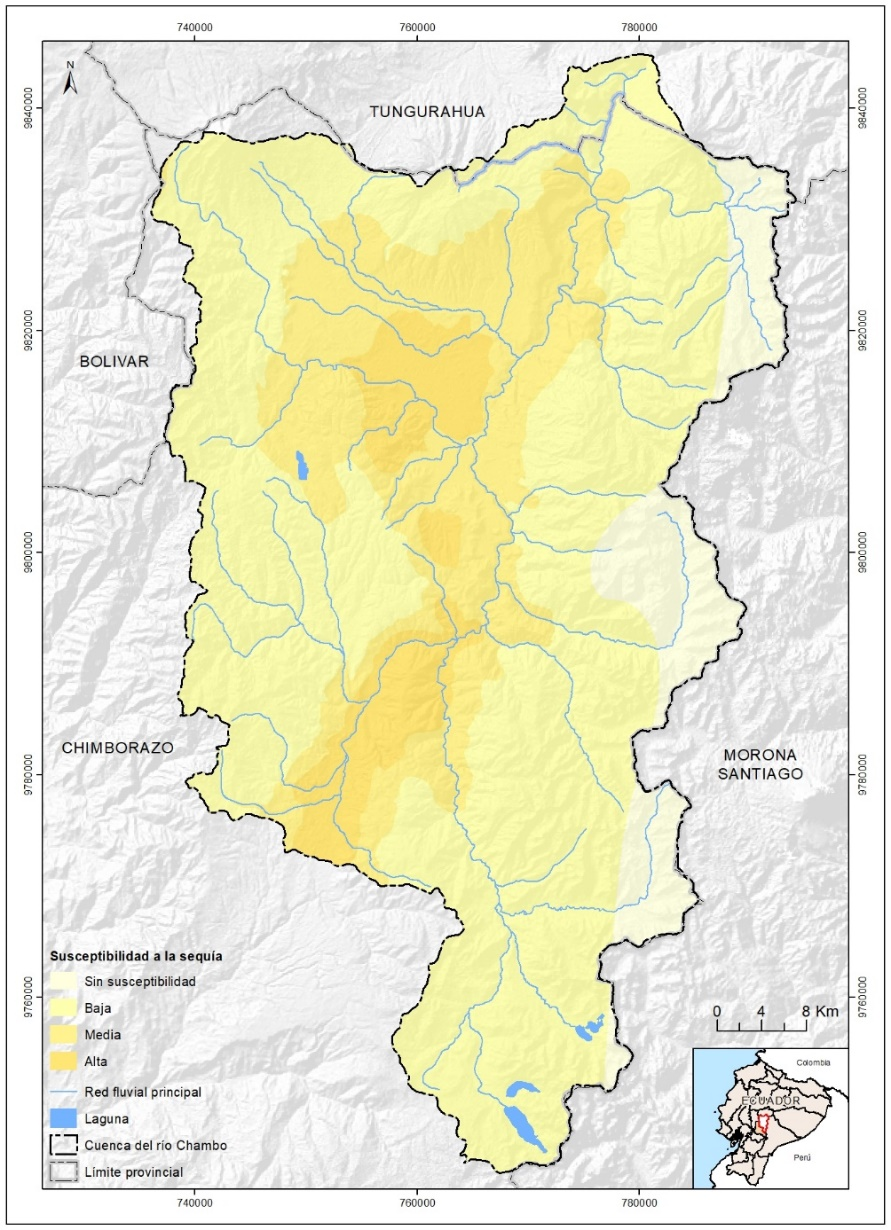 740000
760000
780000
N
TUNGURAHUA
9840000
9840000
9820000
9820000
BOLIVAR
9800000
9800000
CHIMBORAZO
MORONA
SANTIAGO
9780000
9780000
9760000
9760000
Susceptibilidad a la sequía
Sin susceptibilidad
Baja
Media
Alta
Red fluvial principal
Laguna
Cuenca del río Chambo
Límite provincial
0 4 8 Km
Colombia
ECUADOR
Perú
740000
760000
780000